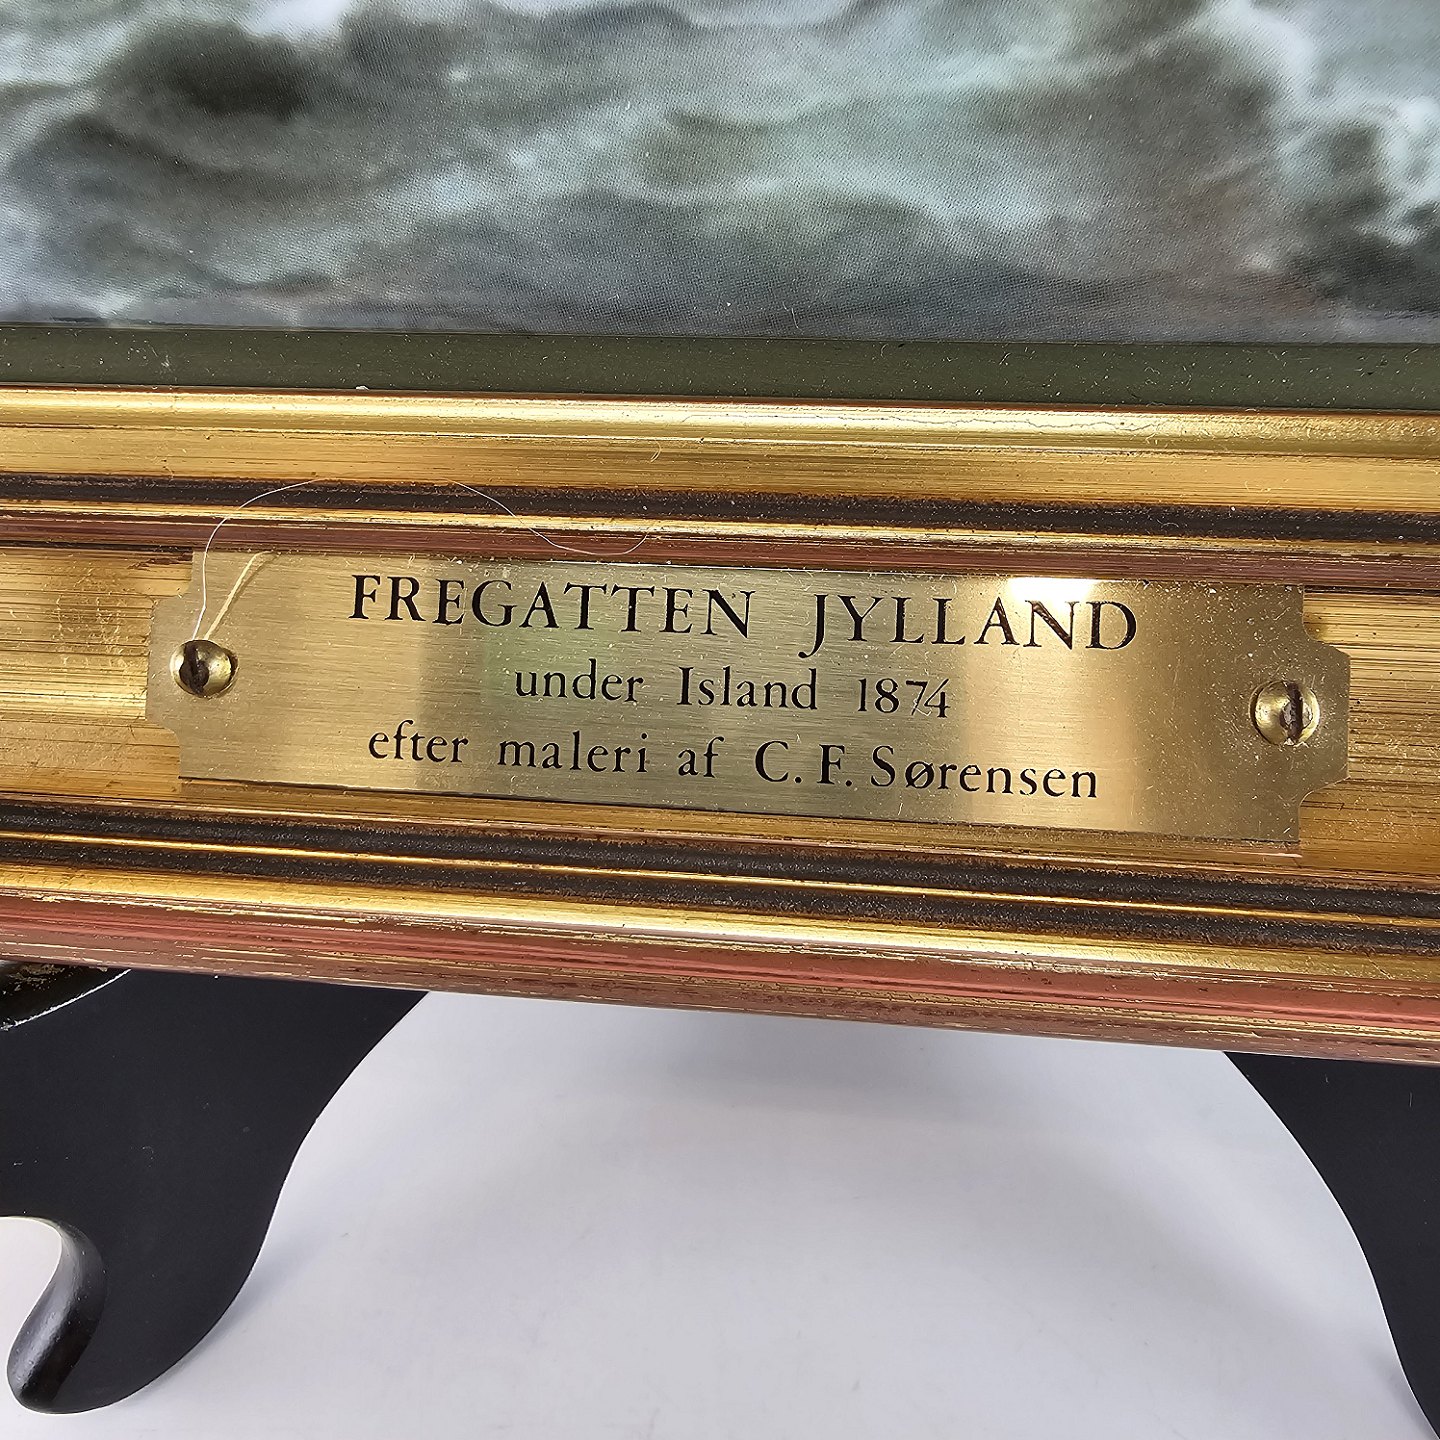 FREGATTEN JYLLAND
under Island 1874
efter maleri af C. F. Sørensen